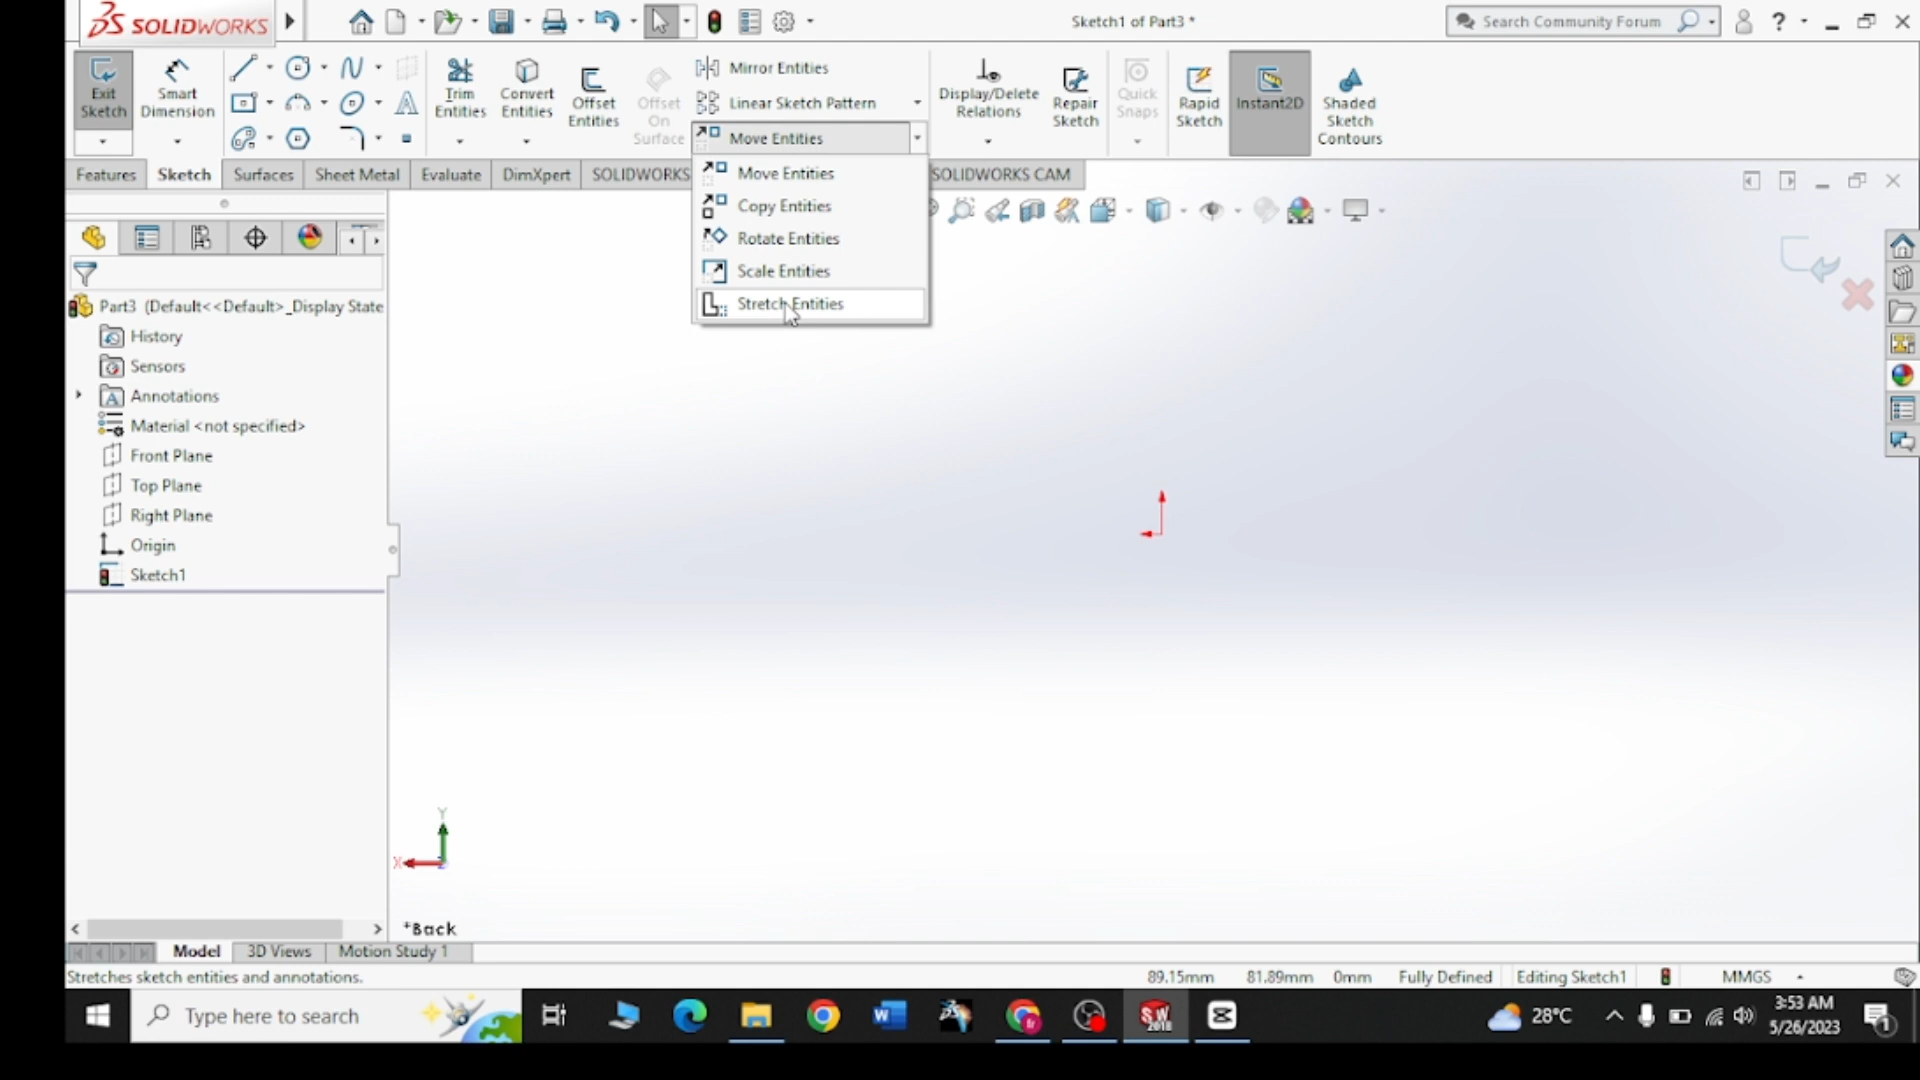 SOLIDWORKS
Sketch1 of Part3 *
Search Community Forum
?
Exit Sketch
Smart Dimension
Trim Entities
Convert Entities
Offset Entities
Offset On Surface
Mirror Entities
Linear Sketch Pattern
Move Entities
Display/Delete Relations
Repair Sketch
Quick Snaps
Rapid Sketch
Instant2D
Shaded Sketch Contours
Features
Sketch
Surfaces
Sheet Metal
Evaluate
DimXpert
SOLIDWORKS
SOLIDWORKS CAM
Move Entities
Copy Entities
Rotate Entities
Scale Entities
Stretch Entities
Part3 (Default<<Default>_Display State
History
Sensors
Annotations
Material <not specified>
Front Plane
Top Plane
Right Plane
Origin
Sketch1
Y
X
*Back
Model
3D Views
Motion Study 1
Stretches sketch entities and annotations.
89.15mm
81.89mm
0mm
Fully Defined
Editing Sketch1
MMGS
Type here to search
28°C
3:53 AM
5/26/2023
1